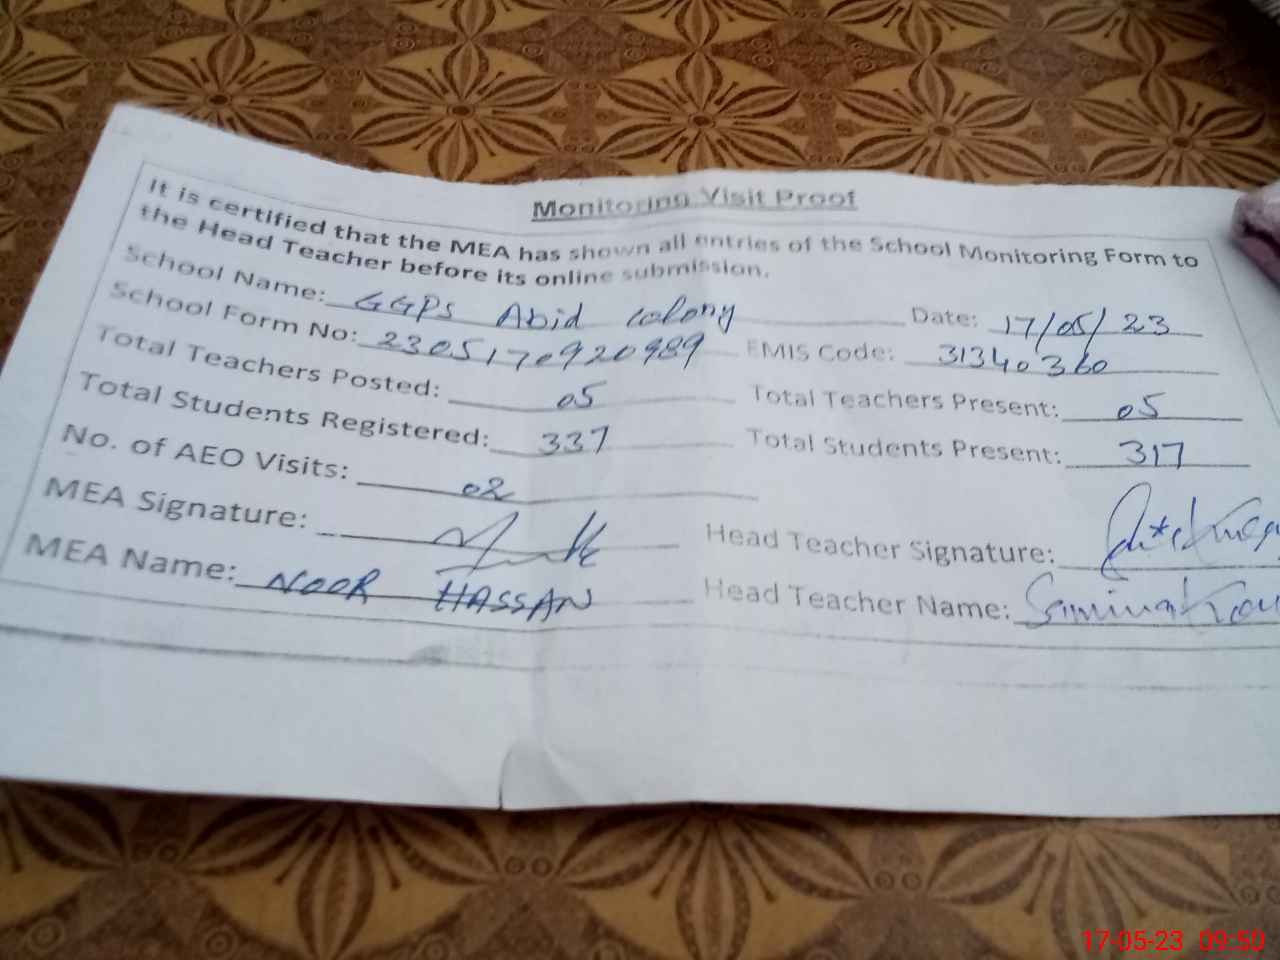 Monitoring Visit Proof
It is certified that the MEA has shown all entries of the School Monitoring Form to
the Head Teacher before its online submission.
School Name: GGPS Abid Colony Date: 17/05/23
School Form No: 2305170920989 EMIS Code: 31340360
Total Teachers Posted: 05 Total Teachers Present: 05
Total Students Registered: 337 Total Students Present: 317
No. of AEO Visits: 02
MEA Signature: Head Teacher Signature:
MEA Name: NOOR HASSAN Head Teacher Name:
17-05-23 09:50